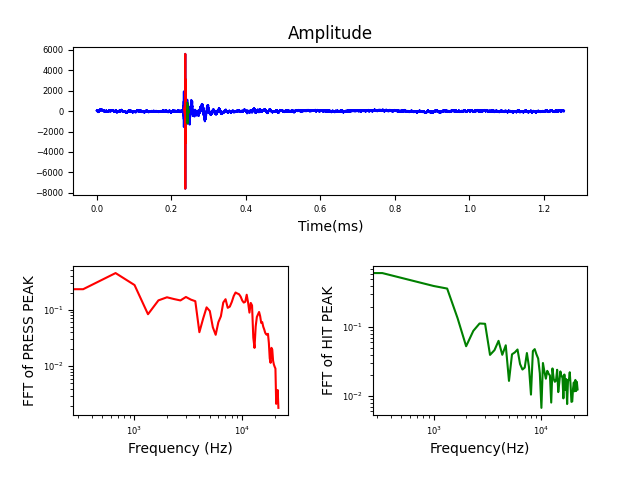 Amplitude
6000
4000
2000
0
−2000
−4000
−6000
−8000
0.0 0.2 0.4 0.6 0.8 1.0 1.2
Time(ms)
FFT of PRESS PEAK
10⁻¹
10⁻²
10³ 10⁴
Frequency (Hz)
FFT of HIT PEAK
10⁻¹
10⁻²
10³ 10⁴
Frequency(Hz)